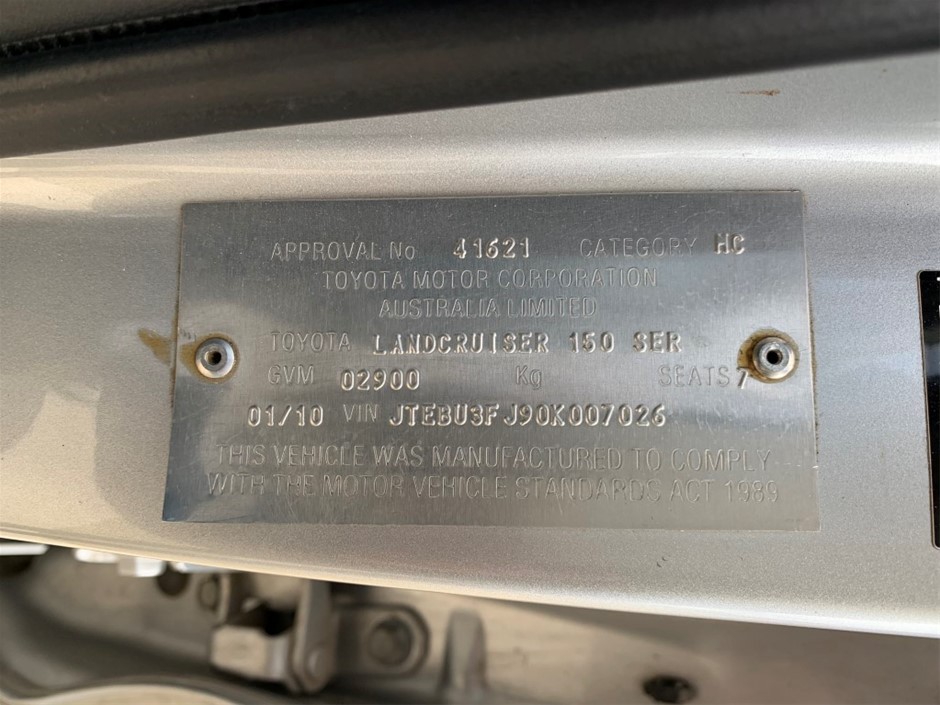 APPROVAL No 41621 CATEGORY HC
TOYOTA MOTOR CORPORATION
AUSTRALIA LIMITED
TOYOTA LANDCRUISER 150 SER
GVM 02900 Kg SEATS 7
01/10 VIN JTEBU3FJ90K007026
THIS VEHICLE WAS MANUFACTURED TO COMPLY
WITH THE MOTOR VEHICLE STANDARDS ACT 1989